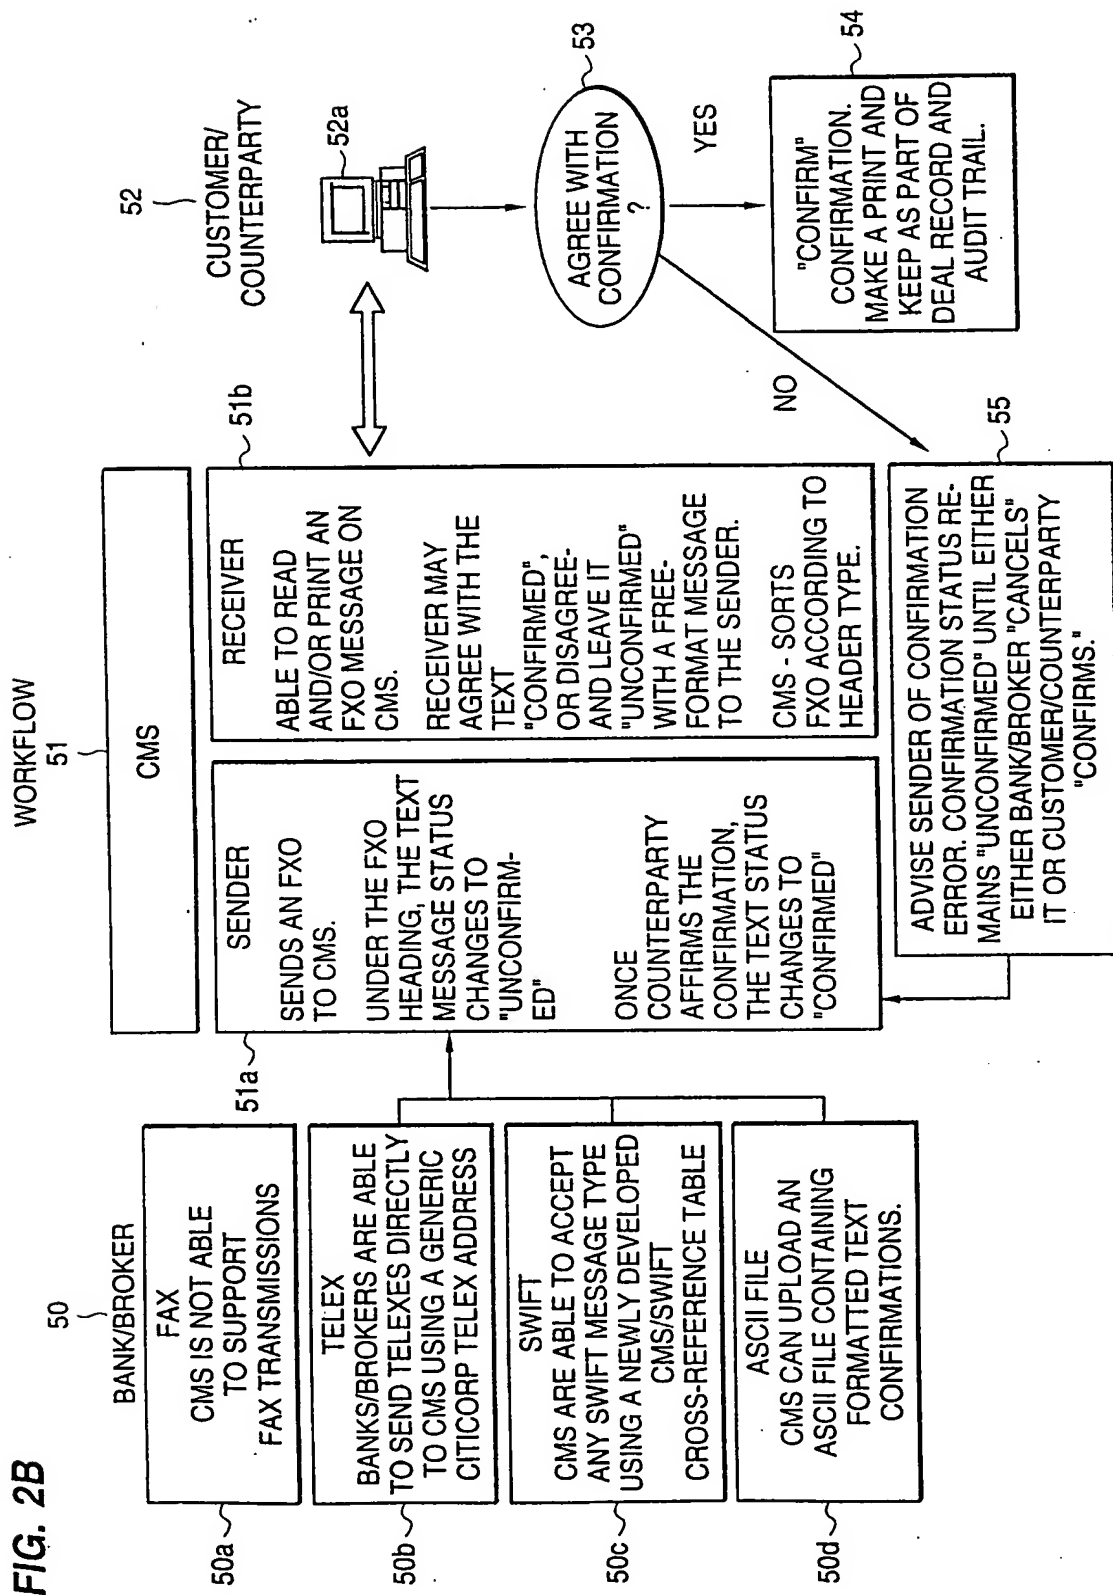 FIG. 2B
WORKFLOW
50
BANK/BROKER
50a
FAX
CMS IS NOT ABLE
TO SUPPORT
FAX TRANSMISSIONS
50b
TELEX
BANKS/BROKERS ARE ABLE
TO SEND TELEXES DIRECTLY
TO CMS USING A GENERIC
CITICORP TELEX ADDRESS
50c
SWIFT
CMS ARE ABLE TO ACCEPT
ANY SWIFT MESSAGE TYPE
USING A NEWLY DEVELOPED
CMS/SWIFT
CROSS-REFERENCE TABLE
50d
ASCII FILE
CMS CAN UPLOAD AN
ASCII FILE CONTAINING
FORMATTED TEXT
CONFIRMATIONS.
51
CMS
51a
SENDER
SENDS AN FXO
TO CMS.
UNDER THE FXO
HEADING, THE TEXT
MESSAGE STATUS
CHANGES TO
"UNCONFIRM-
ED"
ONCE
COUNTERPARTY
AFFIRMS THE
CONFIRMATION,
THE TEXT STATUS
CHANGES TO
"CONFIRMED"
51b
RECEIVER
ABLE TO READ
AND/OR PRINT AN
FXO MESSAGE ON
CMS.
RECEIVER MAY
AGREE WITH THE
TEXT
"CONFIRMED",
OR DISAGREE-
AND LEAVE IT
"UNCONFIRMED"
WITH A FREE-
FORMAT MESSAGE
TO THE SENDER.
CMS - SORTS
FXO ACCORDING TO
HEADER TYPE.
52
CUSTOMER/
COUNTERPARTY
52a
53
AGREE WITH
CONFIRMATION
?
YES
NO
54
"CONFIRM"
CONFIRMATION.
MAKE A PRINT AND
KEEP AS PART OF
DEAL RECORD AND
AUDIT TRAIL.
55
ADVISE SENDER OF CONFIRMATION
ERROR. CONFIRMATION STATUS RE-
MAINS "UNCONFIRMED" UNTIL EITHER
EITHER BANK/BROKER "CANCELS"
IT OR CUSTOMER/COUNTERPARTY
"CONFIRMS."